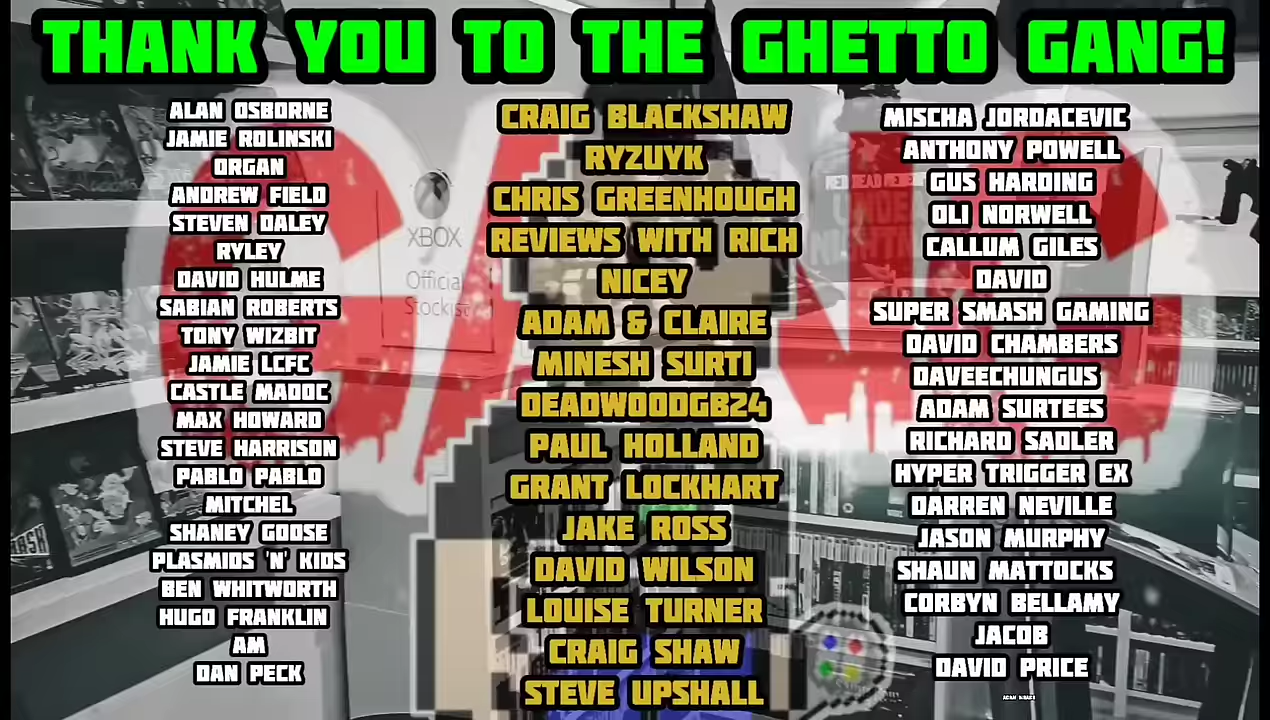 THANK YOU TO THE GHETTO GANG!
ALAN OSBORNE
JAMIE ROLINSKI
ORGAN
ANDREW FIELD
STEVEN DALEY
RYLEY
DAVID HULME
SABIAN ROBERTS
TONY WIZBIT
JAMIE LCFC
CASTLE MADOC
MAX HOWARD
STEVE HARRISON
PABLO PABLO
MITCHEL
SHANEY GOOSE
PLASMIDS 'N' KIDS
BEN WHITWORTH
HUGO FRANKLIN
AM
DAN PECK
CRAIG BLACKSHAW
RYZUYK
CHRIS GREENHOUGH
REVIEWS WITH RICH
NICEY
ADAM & CLAIRE
MINESH SURTI
DEADWOODGB24
PAUL HOLLAND
GRANT LOCKHART
JAKE ROSS
DAVID WILSON
LOUISE TURNER
CRAIG SHAW
STEVE UPSHALL
MISCHA JORDACEVIC
ANTHONY POWELL
GUS HARDING
OLI NORWELL
CALLUM GILES
DAVID
SUPER SMASH GAMING
DAVID CHAMBERS
DAVEECHUNGUS
ADAM SURTEES
RICHARD SADLER
HYPER TRIGGER EX
DARREN NEVILLE
JASON MURPHY
SHAUN MATTOCKS
CORBYN BELLAMY
JACOB
DAVID PRICE
XBOX
Official
Stockist